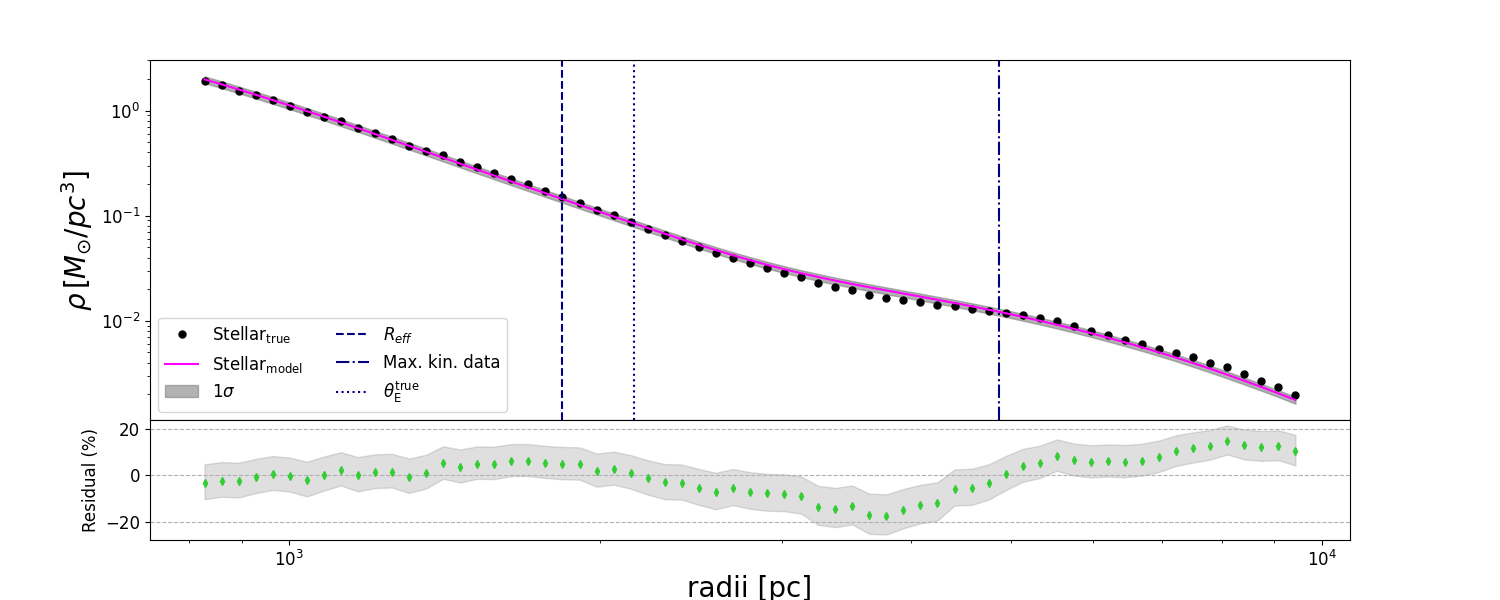 10⁰
10⁻¹
10⁻²
ρ [M⊙/pc³]
Stellar_true
Stellar_model
1σ
R_eff
Max. kin. data
θ_E^true
20
0
−20
Residual (%)
10³
10⁴
radii [pc]